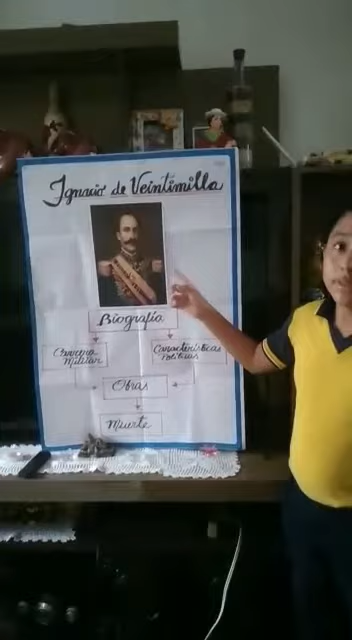 Ignacio de Veintimilla
Biografía
Carrera
Militar
Características
Políticas
Obras
Muerte